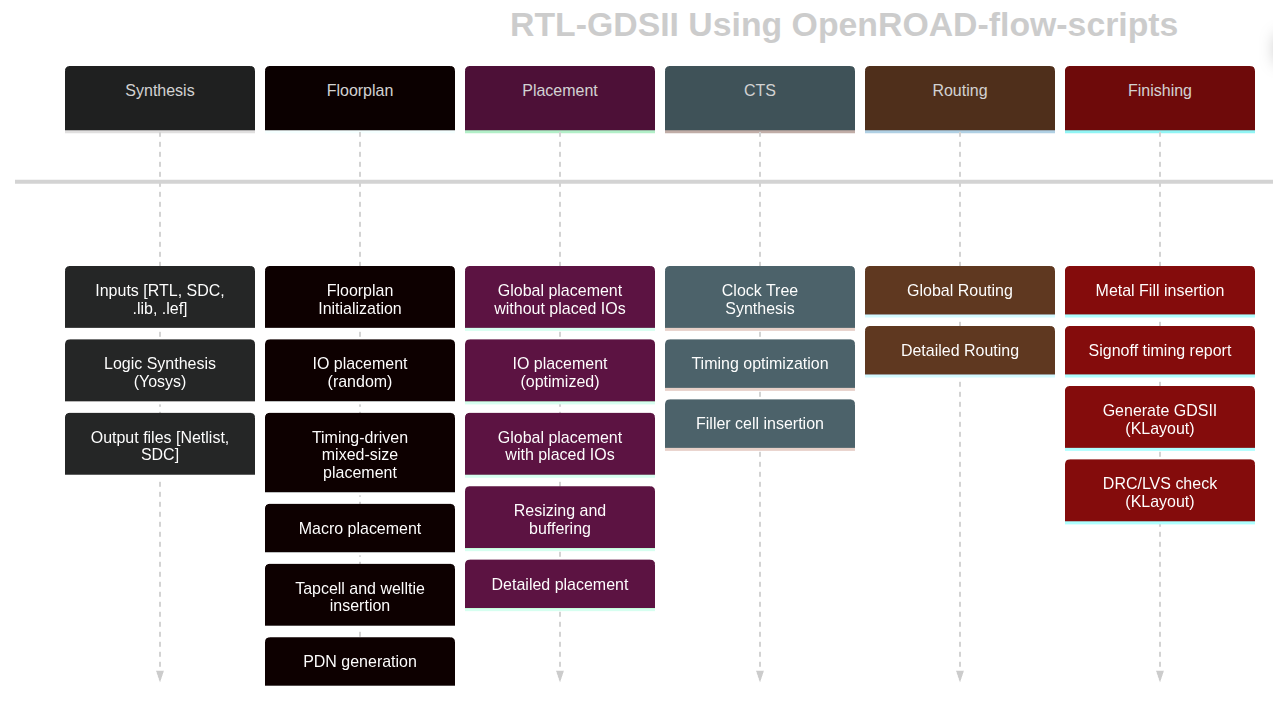 RTL-GDSII Using OpenROAD-flow-scripts
Synthesis
Floorplan
Placement
CTS
Routing
Finishing
Inputs [RTL, SDC,
.lib, .lef]
Logic Synthesis
(Yosys)
Output files [Netlist,
SDC]
Floorplan
Initialization
IO placement
(random)
Timing-driven
mixed-size
placement
Macro placement
Tapcell and welltie
insertion
PDN generation
Global placement
without placed IOs
IO placement
(optimized)
Global placement
with placed IOs
Resizing and
buffering
Detailed placement
Clock Tree
Synthesis
Timing optimization
Filler cell insertion
Global Routing
Detailed Routing
Metal Fill insertion
Signoff timing report
Generate GDSII
(KLayout)
DRC/LVS check
(KLayout)